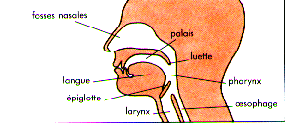 fosses nasales
palais
luette
langue
pharynx
épiglotte
œsophage
larynx